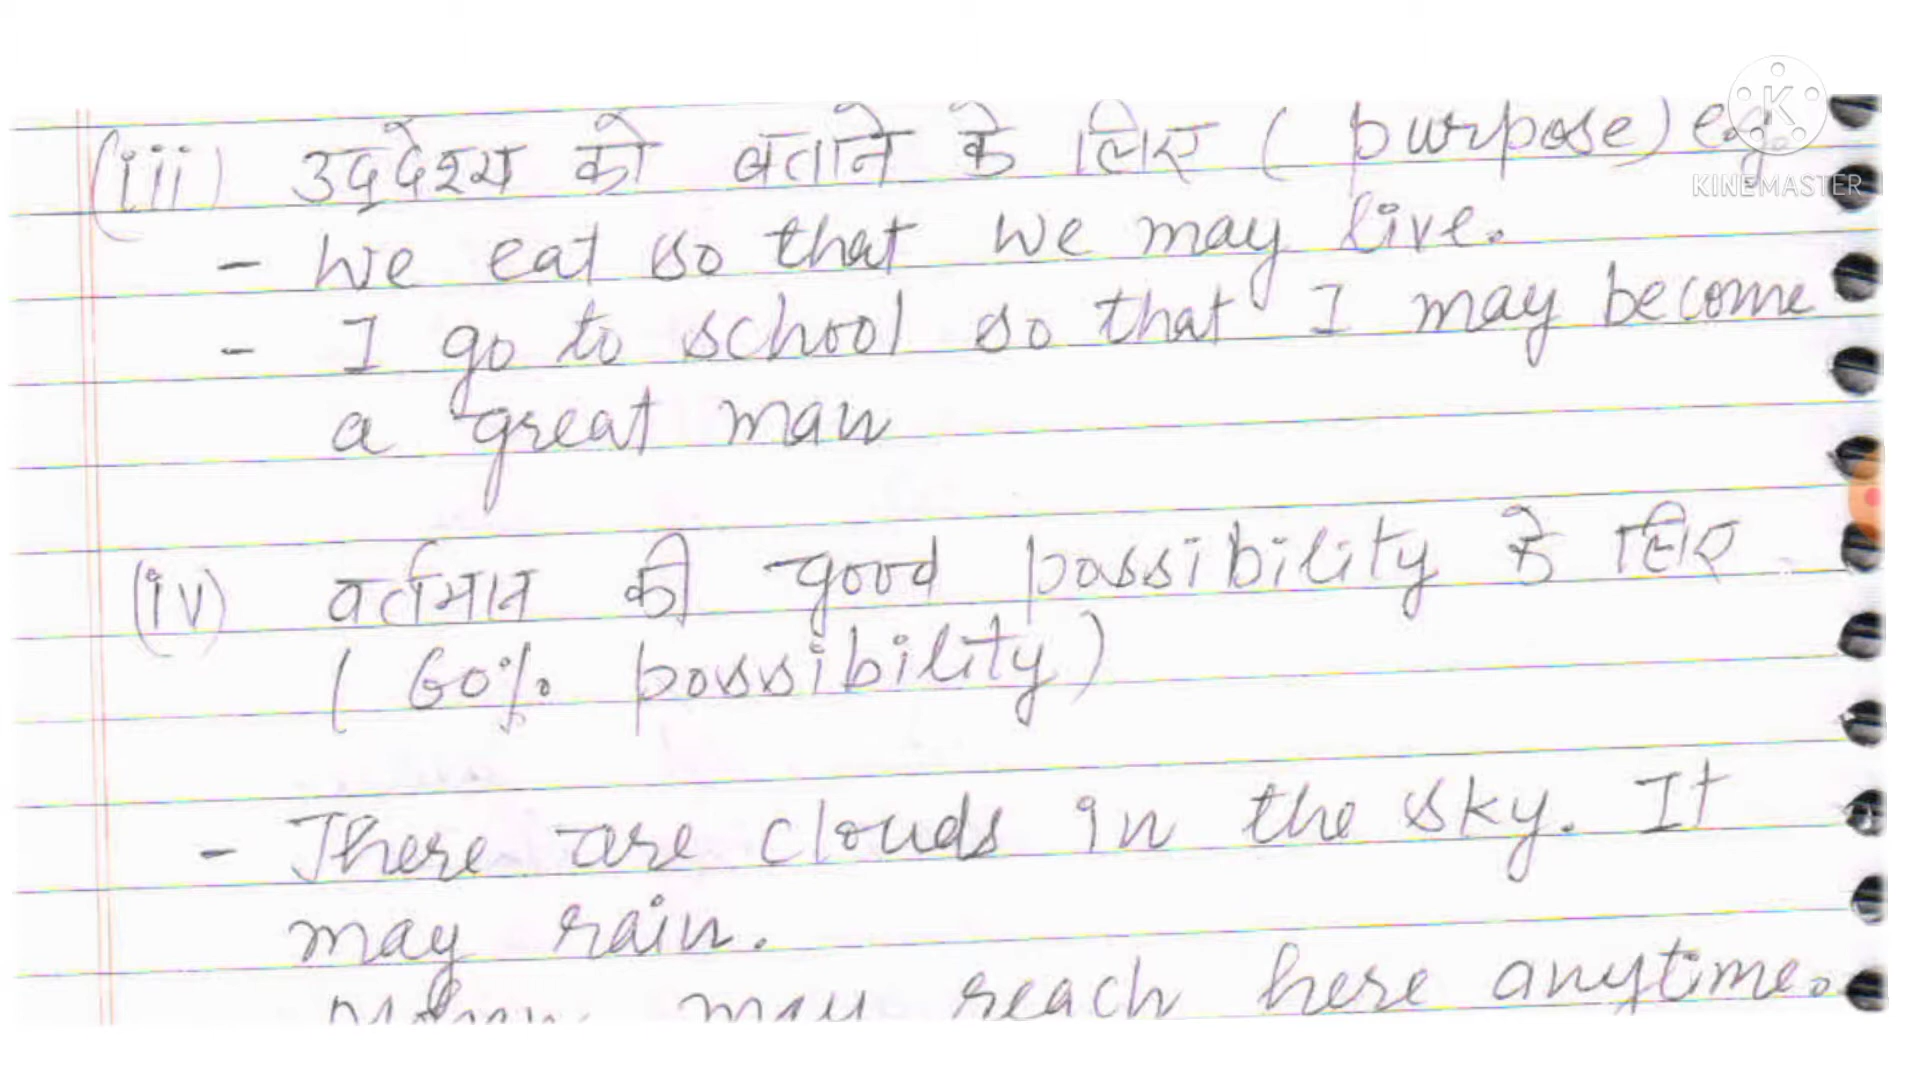 (iii) उद्देश्य को बताने के लिए (purpose) eg.
KINEMASTER
- We eat so that we may live.
- I go to school so that I may become
a great man
(iv) वर्तमान की good possibility के लिए
(60% possibility)
- There are clouds in the sky. It
may rain.
may reach here anytime.